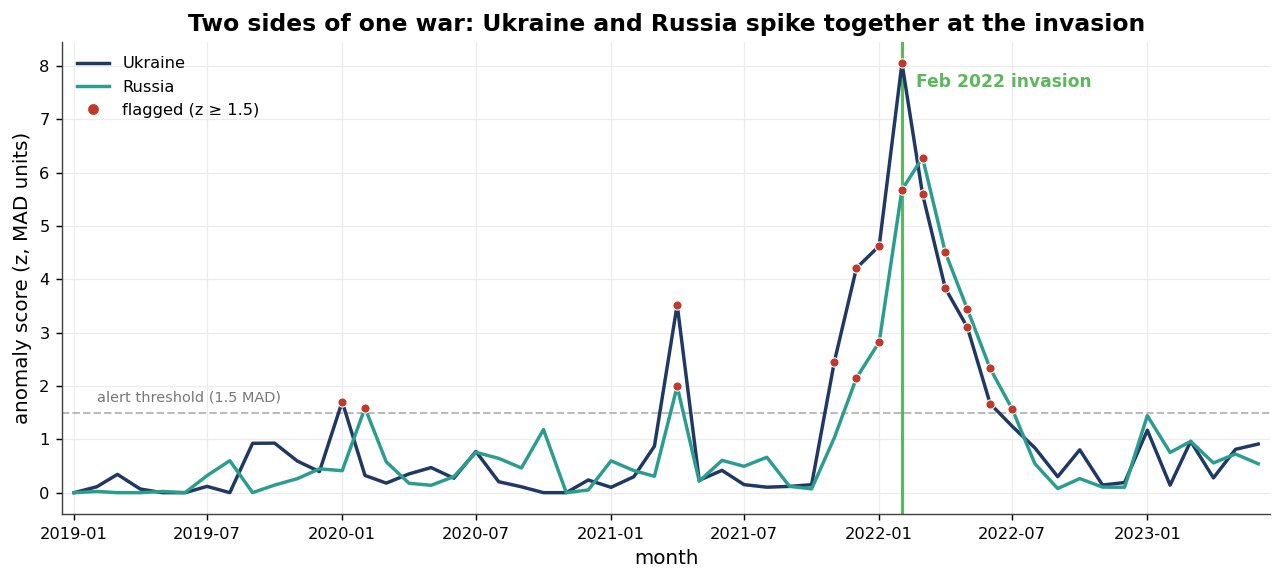 Two sides of one war: Ukraine and Russia spike together at the invasion
Ukraine
Russia
flagged (z ≥ 1.5)
Feb 2022 invasion
alert threshold (1.5 MAD)
anomaly score (z, MAD units)
8
7
6
5
4
3
2
1
0
2019-01 2019-07 2020-01 2020-07 2021-01 2021-07 2022-01 2022-07 2023-01
month